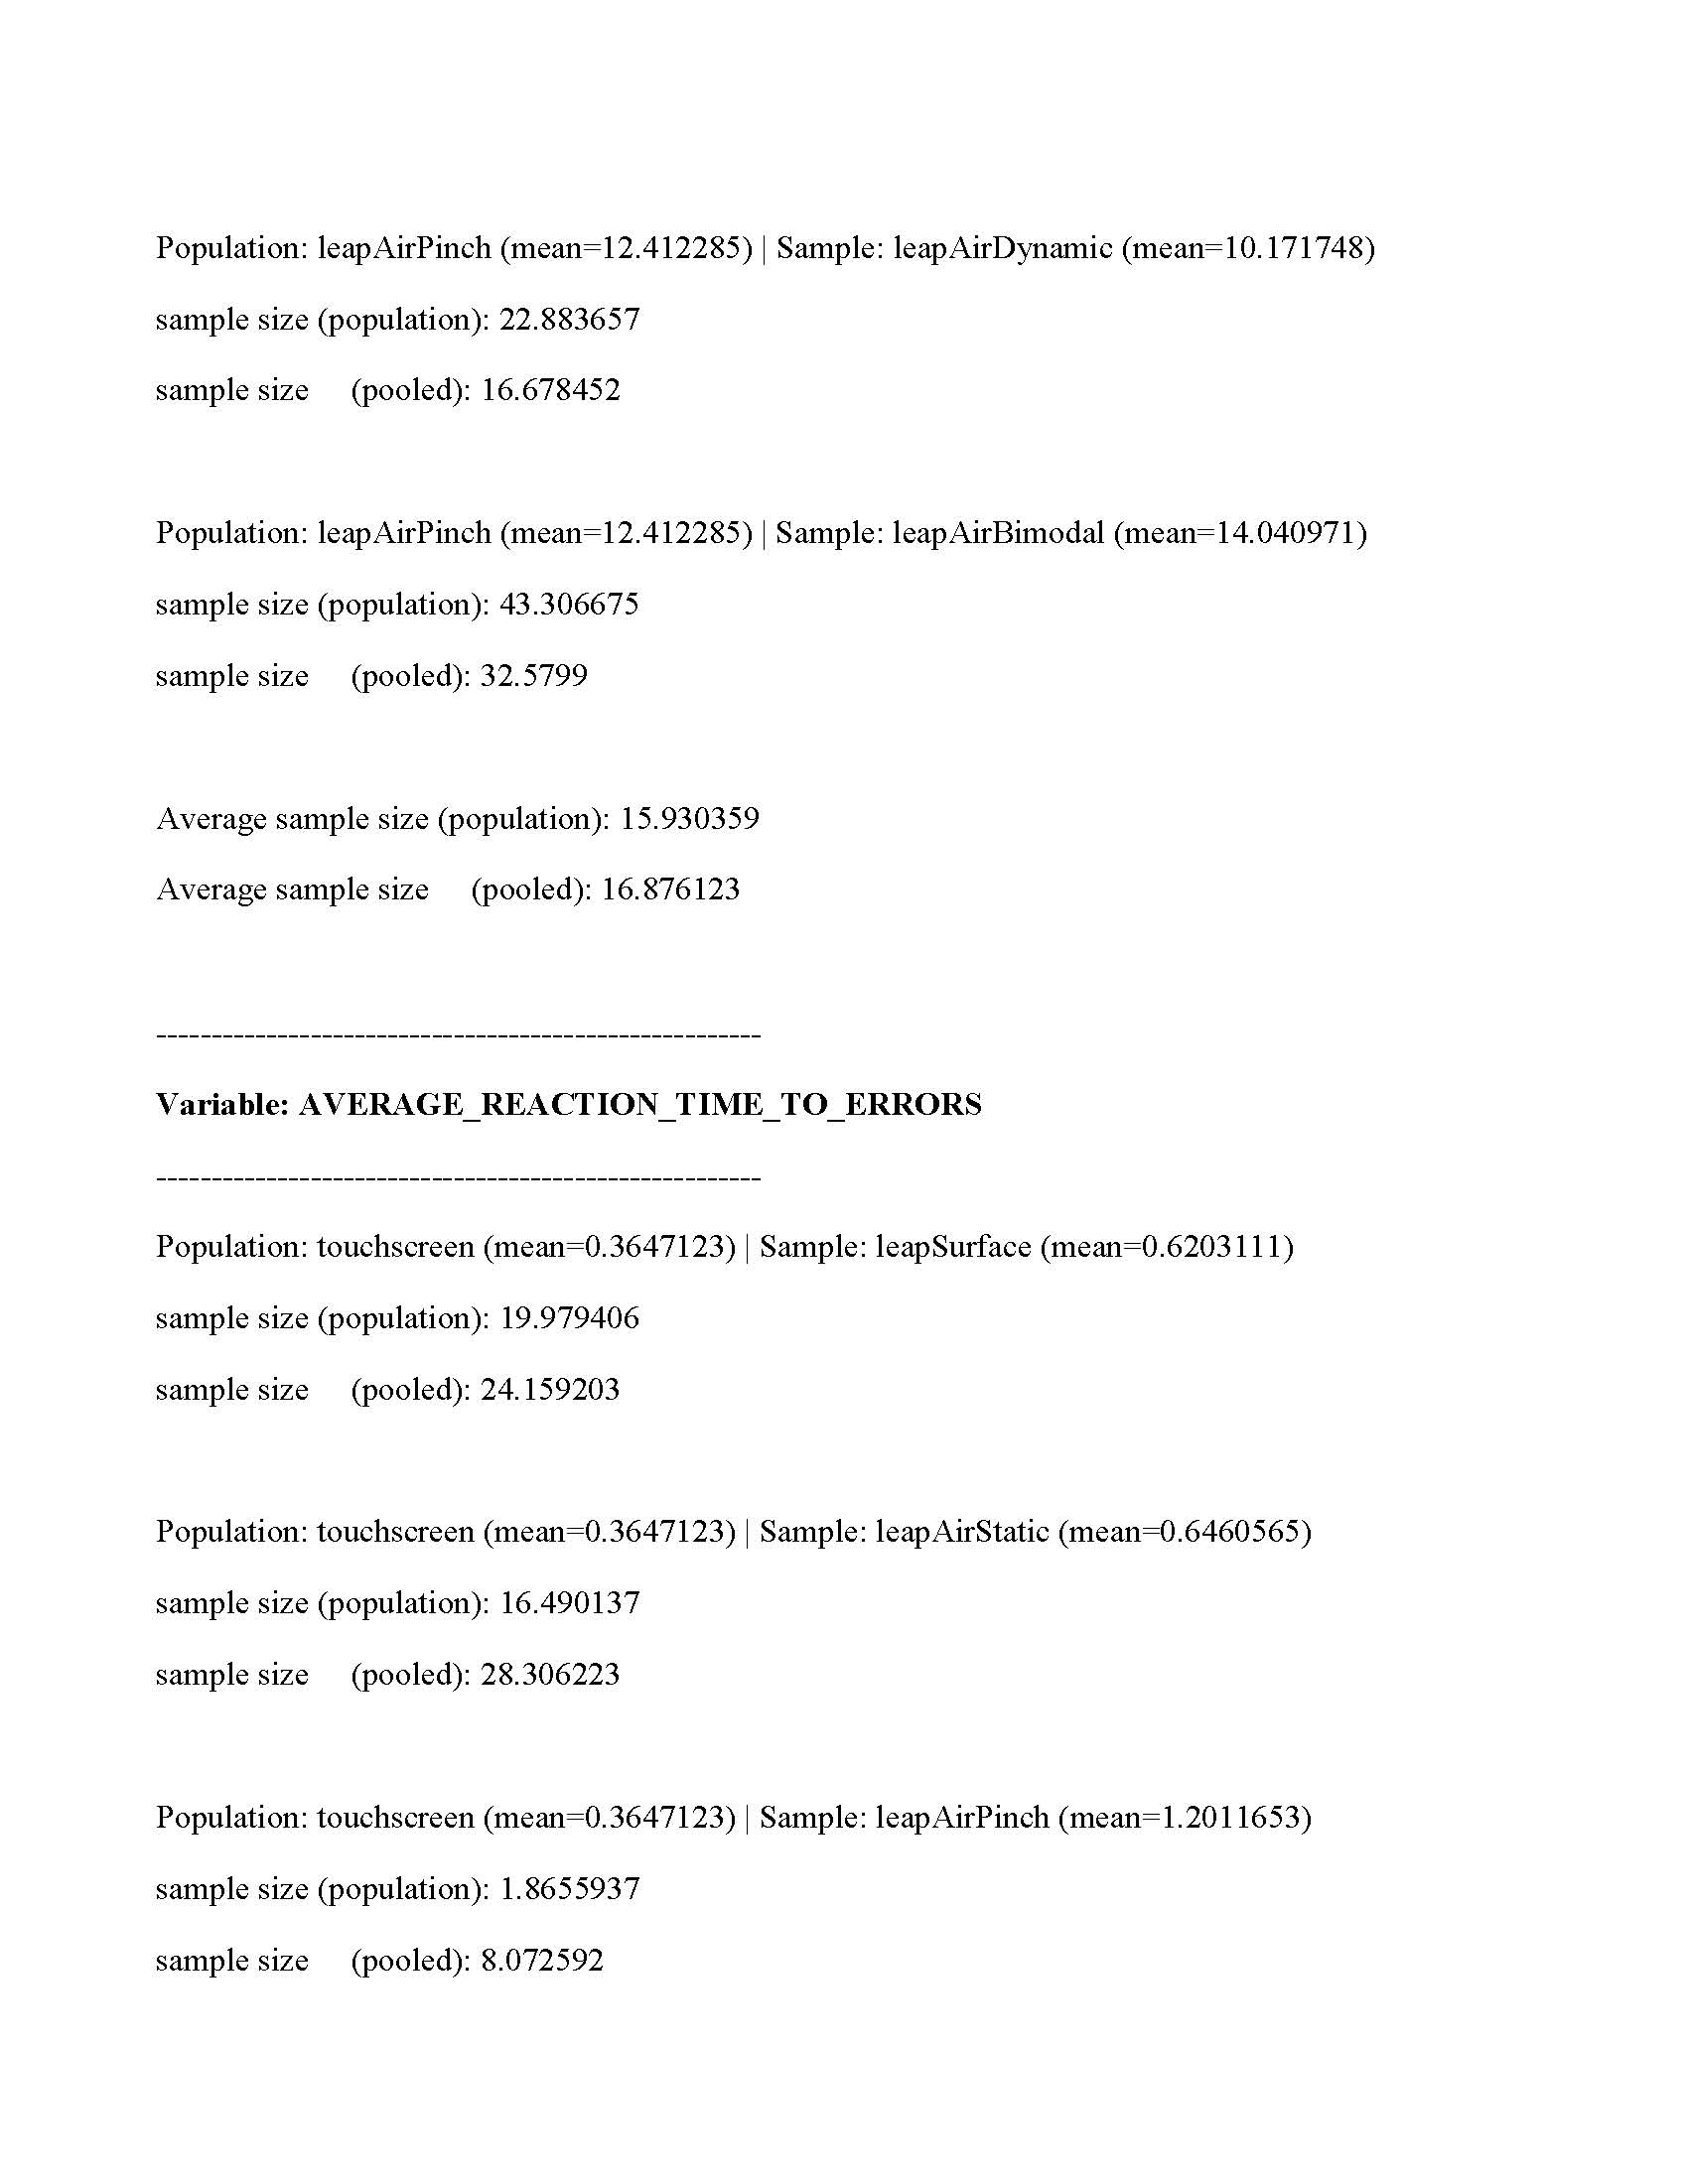 Population: leapAirPinch (mean=12.412285) | Sample: leapAirDynamic (mean=10.171748)
sample size (population): 22.883657
sample size     (pooled): 16.678452
Population: leapAirPinch (mean=12.412285) | Sample: leapAirBimodal (mean=14.040971)
sample size (population): 43.306675
sample size     (pooled): 32.5799
Average sample size (population): 15.930359
Average sample size     (pooled): 16.876123
-------------------------------------------------------
Variable: AVERAGE_REACTION_TIME_TO_ERRORS
-------------------------------------------------------
Population: touchscreen (mean=0.3647123) | Sample: leapSurface (mean=0.6203111)
sample size (population): 19.979406
sample size     (pooled): 24.159203
Population: touchscreen (mean=0.3647123) | Sample: leapAirStatic (mean=0.6460565)
sample size (population): 16.490137
sample size     (pooled): 28.306223
Population: touchscreen (mean=0.3647123) | Sample: leapAirPinch (mean=1.2011653)
sample size (population): 1.8655937
sample size     (pooled): 8.072592